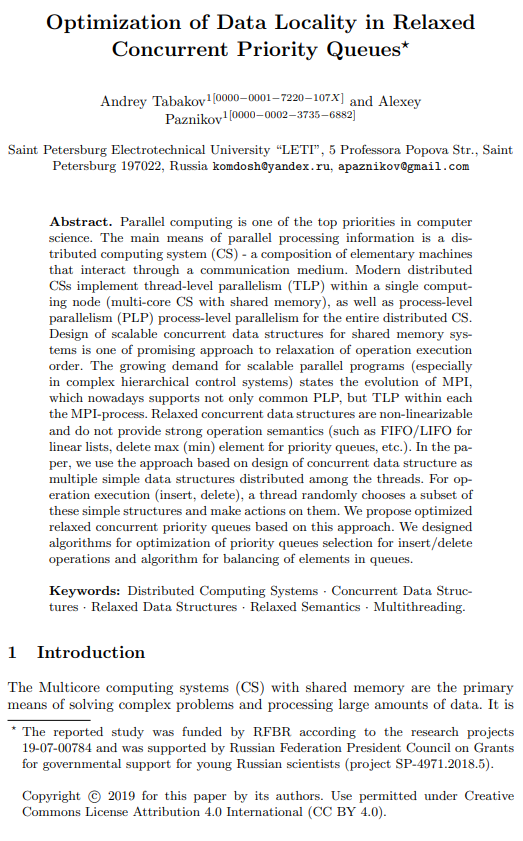 Optimization of Data Locality in Relaxed
Concurrent Priority Queues⋆
Andrey Tabakov1[0000−0001−7220−107X] and Alexey
Paznikov1[0000−0002−3735−6882]
Saint Petersburg Electrotechnical University “LETI”, 5 Professora Popova Str., Saint
Petersburg 197022, Russia komdosh@yandex.ru, apaznikov@gmail.com
Abstract. Parallel computing is one of the top priorities in computer
science. The main means of parallel processing information is a dis-
tributed computing system (CS) - a composition of elementary machines
that interact through a communication medium. Modern distributed
CSs implement thread-level parallelism (TLP) within a single comput-
ing node (multi-core CS with shared memory), as well as process-level
parallelism (PLP) process-level parallelism for the entire distributed CS.
Design of scalable concurrent data structures for shared memory sys-
tems is one of promising approach to relaxation of operation execution
order. The growing demand for scalable parallel programs (especially
in complex hierarchical control systems) states the evolution of MPI,
which nowadays supports not only common PLP, but TLP within each
the MPI-process. Relaxed concurrent data structures are non-linearizable
and do not provide strong operation semantics (such as FIFO/LIFO for
linear lists, delete max (min) element for priority queues, etc.). In the pa-
per, we use the approach based on design of concurrent data structure as
multiple simple data structures distributed among the threads. For op-
eration execution (insert, delete), a thread randomly chooses a subset of
these simple structures and make actions on them. We propose optimized
relaxed concurrent priority queues based on this approach. We designed
algorithms for optimization of priority queues selection for insert/delete
operations and algorithm for balancing of elements in queues.
Keywords: Distributed Computing Systems · Concurrent Data Struc-
tures · Relaxed Data Structures · Relaxed Semantics · Multithreading.
1 Introduction
The Multicore computing systems (CS) with shared memory are the primary
means of solving complex problems and processing large amounts of data. It is
⋆ The reported study was funded by RFBR according to the research projects
19-07-00784 and was supported by Russian Federation President Council on Grants
for governmental support for young Russian scientists (project SP-4971.2018.5).
Copyright © 2019 for this paper by its authors. Use permitted under Creative
Commons License Attribution 4.0 International (CC BY 4.0).